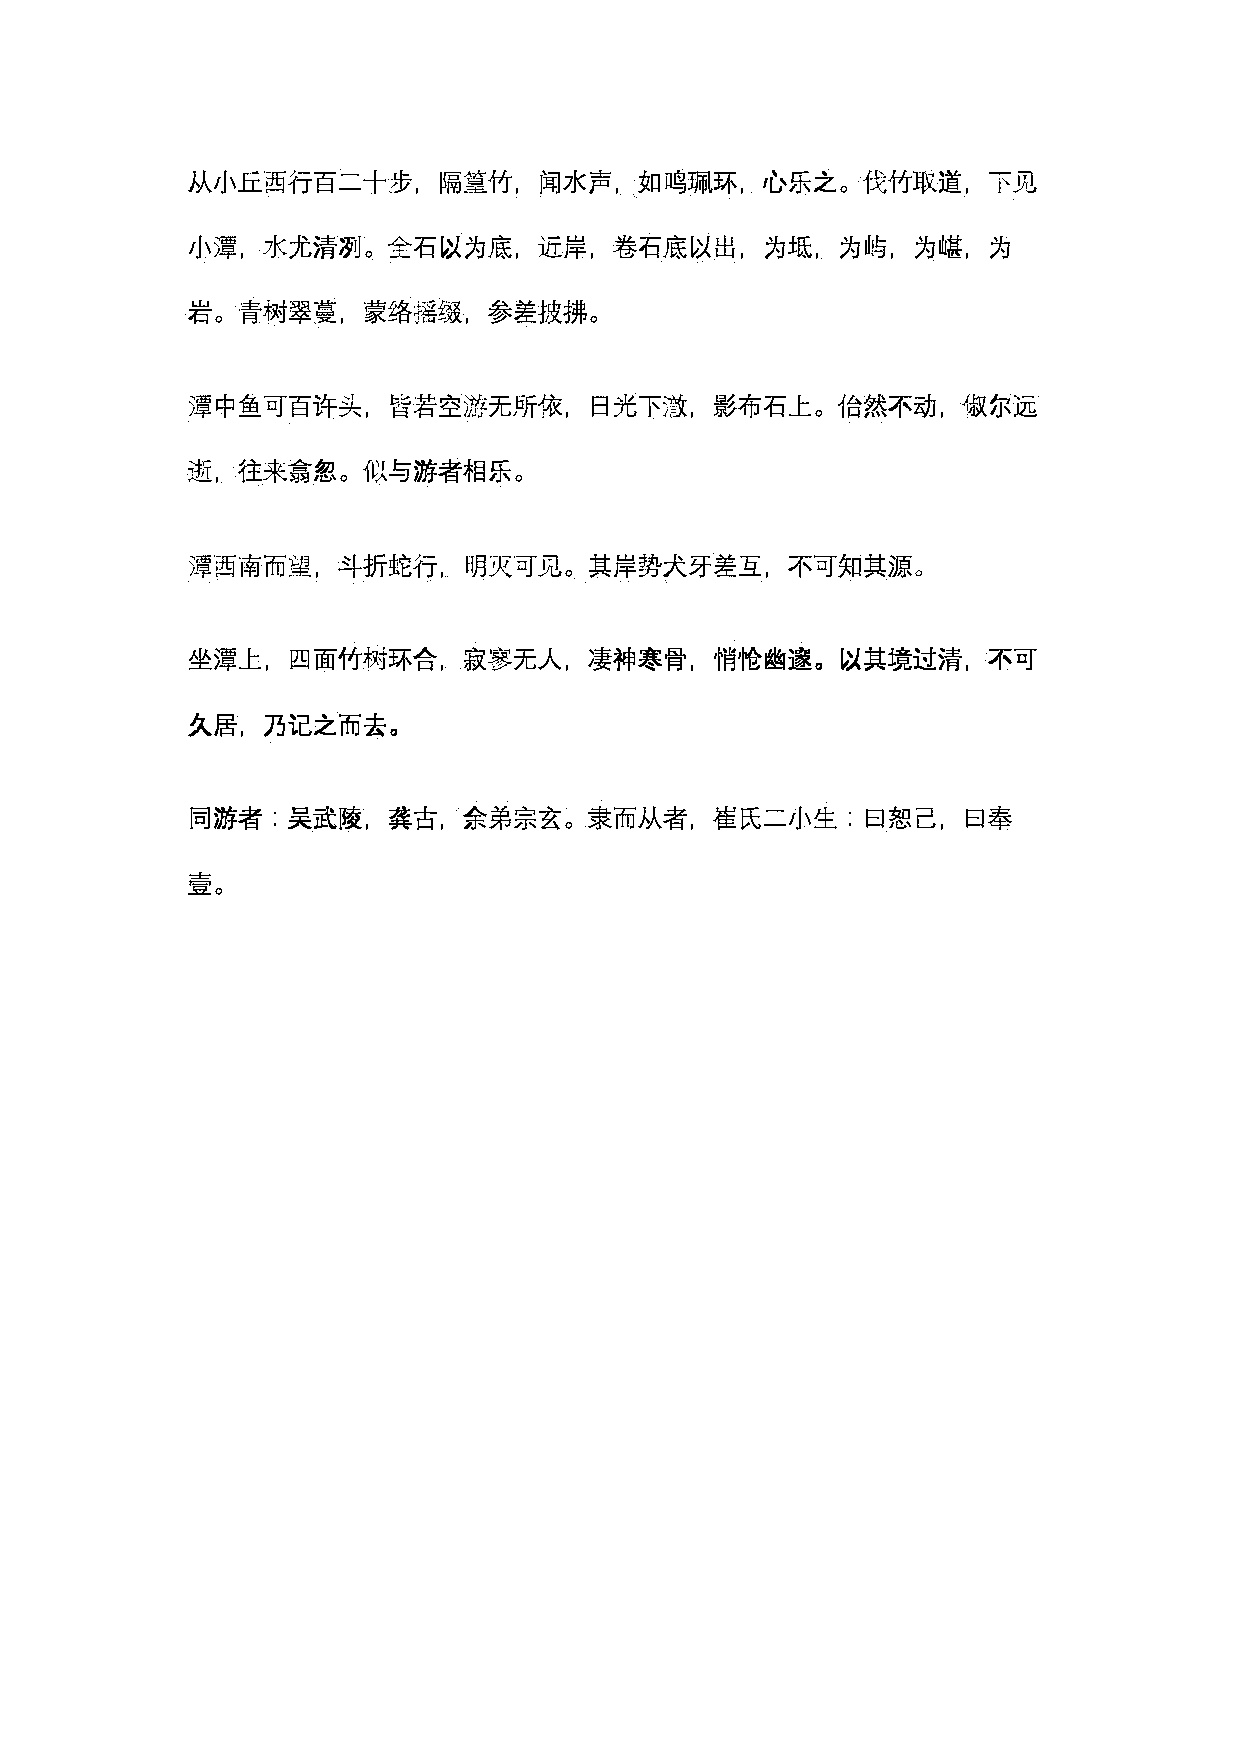 从小丘西行百二十步，隔篁竹，闻水声，如鸣珮环，心乐之。伐竹取道，下见
小潭，水尤清冽。全石以为底，近岸，卷石底以出，为坻，为屿，为嵁，为
岩。青树翠蔓，蒙络摇缀，参差披拂。
潭中鱼可百许头，皆若空游无所依，日光下澈，影布石上。佁然不动，俶尔远
逝，往来翕忽。似与游者相乐。
潭西南而望，斗折蛇行，明灭可见。其岸势犬牙差互，不可知其源。
坐潭上，四面竹树环合，寂寥无人，凄神寒骨，悄怆幽邃。以其境过清，不可
久居，乃记之而去。
同游者：吴武陵，龚古，余弟宗玄。隶而从者，崔氏二小生：曰恕己，曰奉
壹。